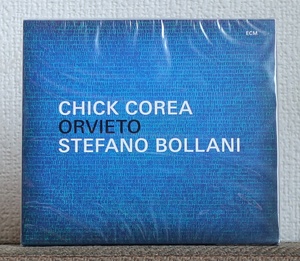 ECM
CHICK COREA
ORVIETO
STEFANO BOLLANI